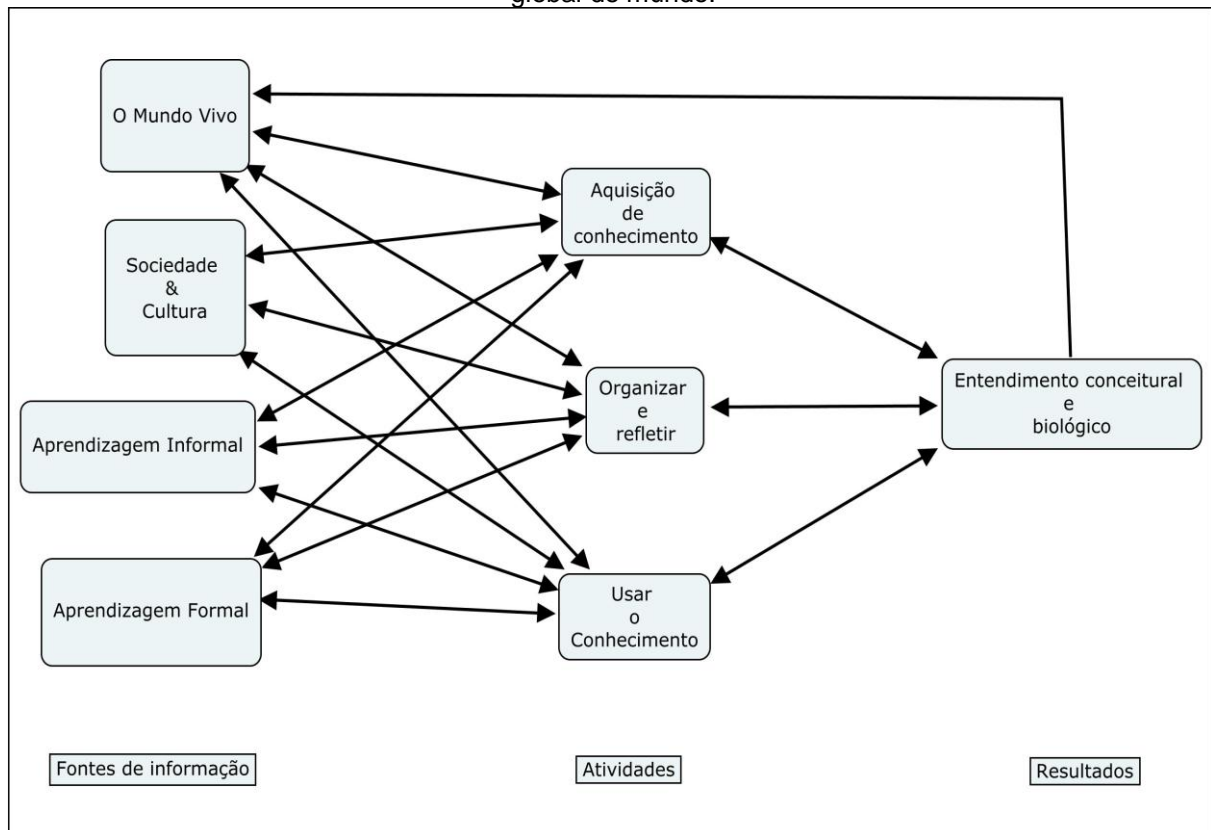 global do mundo.
O Mundo Vivo
Sociedade
&
Cultura
Aprendizagem Informal
Aprendizagem Formal
Aquisição
de
conhecimento
Organizar
e
refletir
Usar
o
Conhecimento
Entendimento conceitural
e
biológico
Fontes de informação
Atividades
Resultados